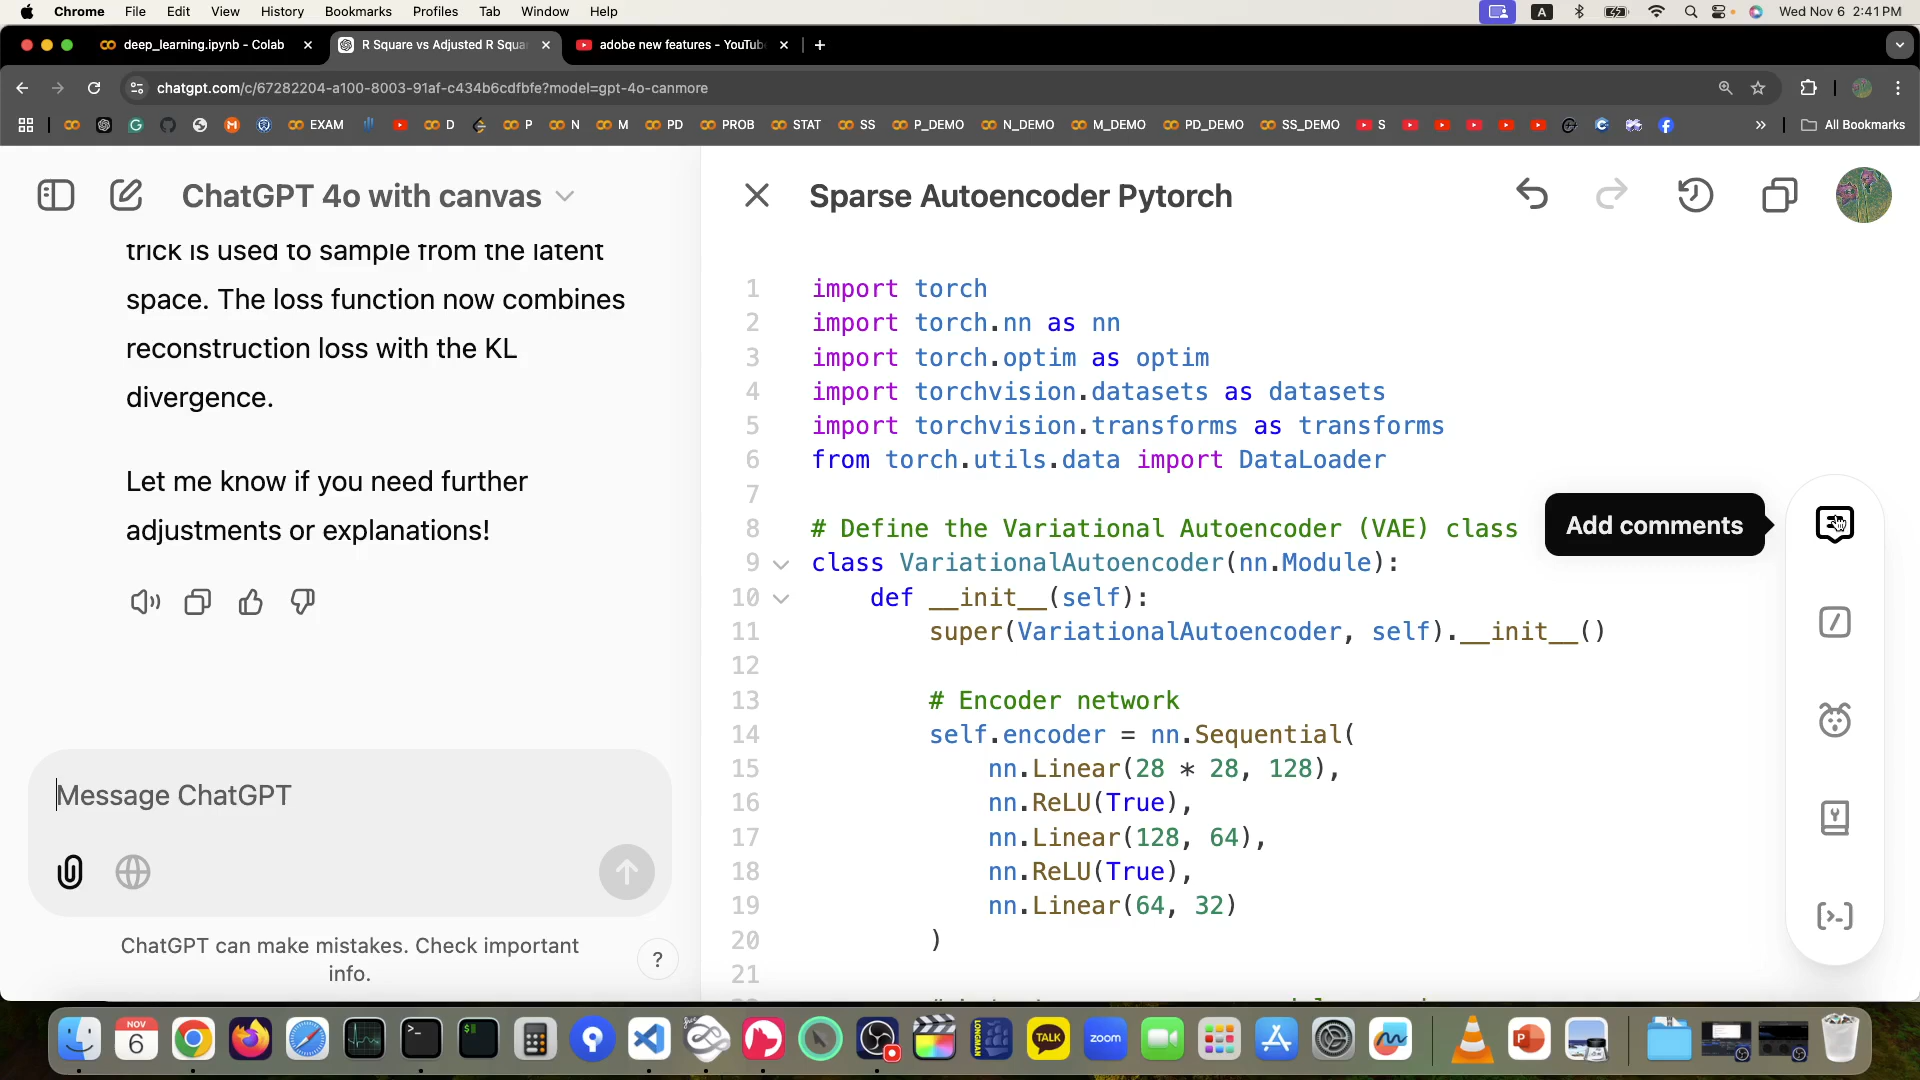 Chrome File Edit View History Bookmarks Profiles Tab Window Help
A
Wed Nov 6 2:41 PM
deep_learning.ipynb - Colab
R Square vs Adjusted R Squa
adobe new features - YouTub
chatgpt.com/c/67282204-a100-8003-91af-c434b6cdfbfe?model=gpt-4o-canmore
EXAM D P N M PD PROB STAT SS P_DEMO N_DEMO M_DEMO PD_DEMO SS_DEMO S
»
All Bookmarks
ChatGPT 4o with canvas
trick is used to sample from the latent
space. The loss function now combines
reconstruction loss with the KL
divergence.
Let me know if you need further
adjustments or explanations!
Message ChatGPT
ChatGPT can make mistakes. Check important
info.
?
Sparse Autoencoder Pytorch
1 import torch
2 import torch.nn as nn
3 import torch.optim as optim
4 import torchvision.datasets as datasets
5 import torchvision.transforms as transforms
6 from torch.utils.data import DataLoader
7
8 # Define the Variational Autoencoder (VAE) class
9 class VariationalAutoencoder(nn.Module):
10 def __init__(self):
11 super(VariationalAutoencoder, self).__init__()
12
13 # Encoder network
14 self.encoder = nn.Sequential(
15 nn.Linear(28 * 28, 128),
16 nn.ReLU(True),
17 nn.Linear(128, 64),
18 nn.ReLU(True),
19 nn.Linear(64, 32)
20 )
21
Add comments
NOV
6
LONGMAN
TALK
zoom